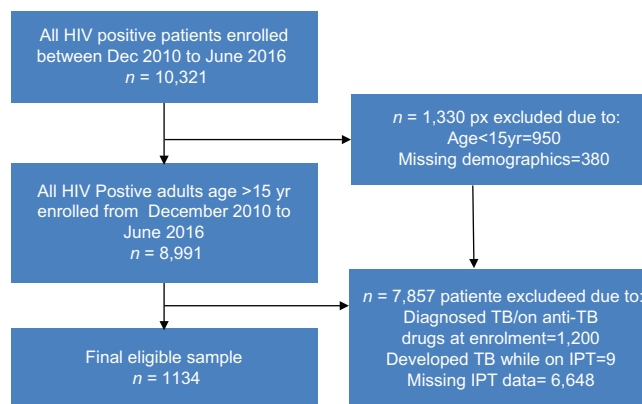 All HIV positive patients enrolled
between Dec 2010 to June 2016
n = 10,321
n = 1,330 px excluded due to:
Age<15yr=950
Missing demographics=380
All HIV Postive adults age >15 yr
enrolled from December 2010 to
June 2016
n = 8,991
n = 7,857 patiente excludeed due to:
Diagnosed TB/on anti-TB
drugs at enrolment=1,200
Developed TB while on IPT=9
Missing IPT data= 6,648
Final eligible sample
n = 1134